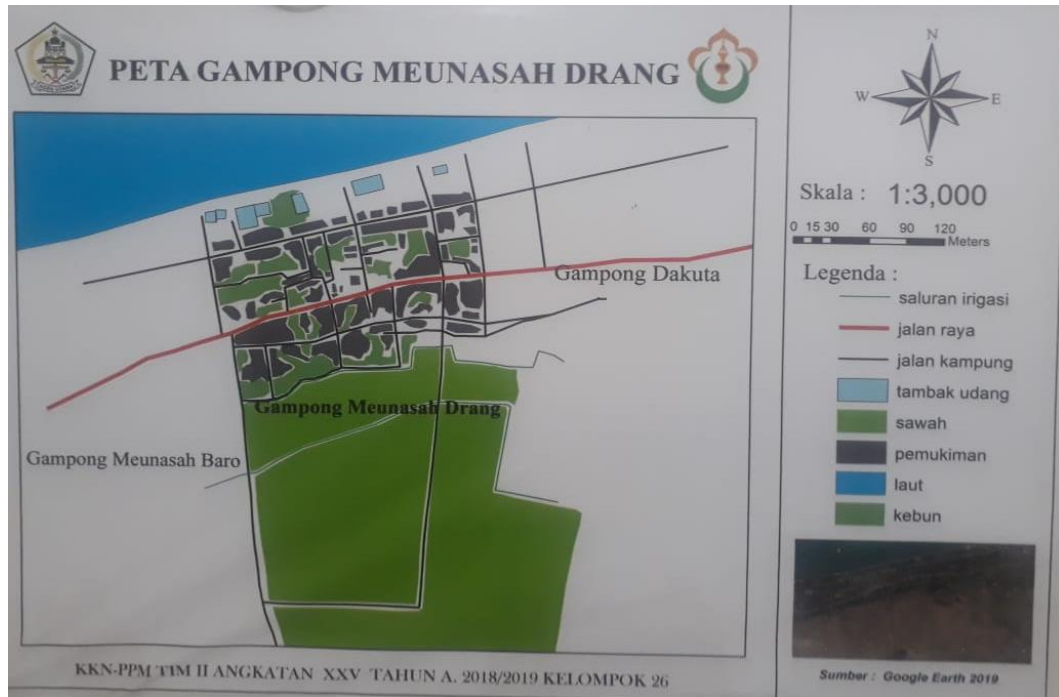 PETA GAMPONG MEUNASAH DRANG
N
W
E
S
Skala : 1:3,000
0 15 30 60 90 120
Meters
Legenda :
saluran irigasi
jalan raya
jalan kampung
tambak udang
sawah
pemukiman
laut
kebun
Gampong Dakuta
Gampong Meunasah Drang
Gampong Meunasah Baro
Sumber : Google Earth 2019
KKN-PPM TIM II ANGKATAN XXV TAHUN A. 2018/2019 KELOMPOK 26